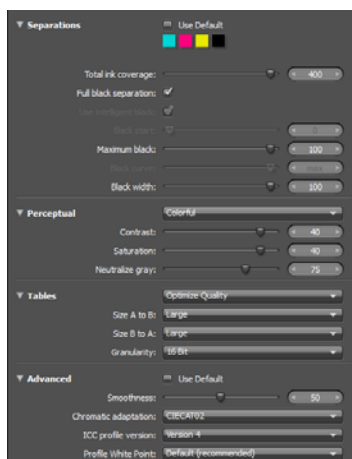 Separations
Use Default
Total ink coverage: 400
Full black separation:
Use intelligent black:
Black start: 0
Maximum black: 100
Black curve: max
Black width: 100
Perceptual Colorful
Contrast: 40
Saturation: 40
Neutralize gray: 75
Tables Optimize Quality
Size A to B: Large
Size B to A: Large
Granularity: 16 Bit
Advanced
Use Default
Smoothness: 50
Chromatic adaptation: CIECAT02
ICC profile version: Version 4
Profile White Point: Default (recommended)